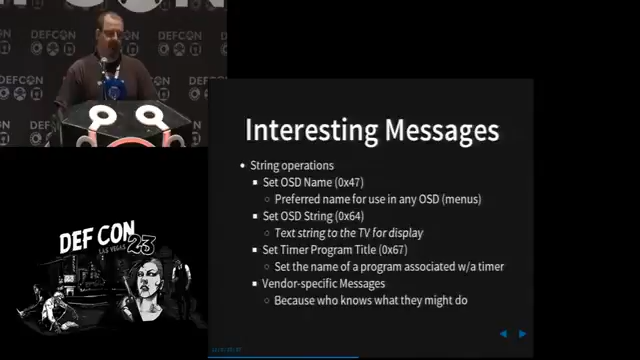 DEFCON
DEFCON
DEF CON
LAS VEGAS 23
Interesting Messages
• String operations
▪ Set OSD Name (0x47)
○ Preferred name for use in any OSD (menus)
▪ Set OSD String (0x64)
○ Text string to the TV for display
▪ Set Timer Program Title (0x67)
○ Set the name of a program associated w/a timer
▪ Vendor-specific Messages
○ Because who knows what they might do